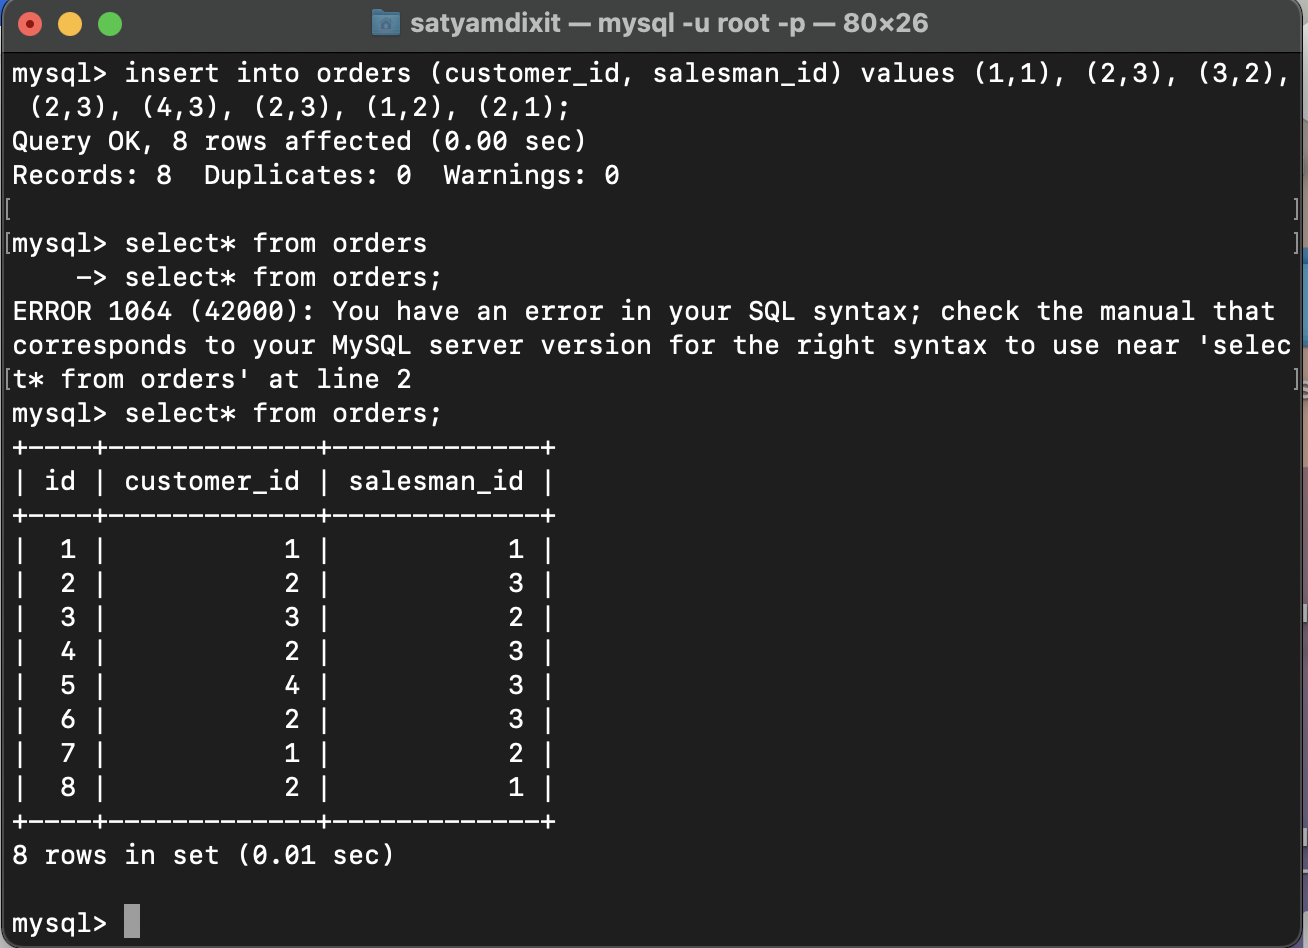 satyamdixit — mysql -u root -p — 80×26
mysql> insert into orders (customer_id, salesman_id) values (1,1), (2,3), (3,2),
 (2,3), (4,3), (2,3), (1,2), (2,1);
Query OK, 8 rows affected (0.00 sec)
Records: 8  Duplicates: 0  Warnings: 0
[ ]
[mysql> select* from orders ]
    -> select* from orders;
ERROR 1064 (42000): You have an error in your SQL syntax; check the manual that
corresponds to your MySQL server version for the right syntax to use near 'selec
[t* from orders' at line 2 ]
mysql> select* from orders;
+----+-------------+-------------+
| id | customer_id | salesman_id |
+----+-------------+-------------+
|  1 |           1 |           1 |
|  2 |           2 |           3 |
|  3 |           3 |           2 |
|  4 |           2 |           3 |
|  5 |           4 |           3 |
|  6 |           2 |           3 |
|  7 |           1 |           2 |
|  8 |           2 |           1 |
+----+-------------+-------------+
8 rows in set (0.01 sec)
mysql>